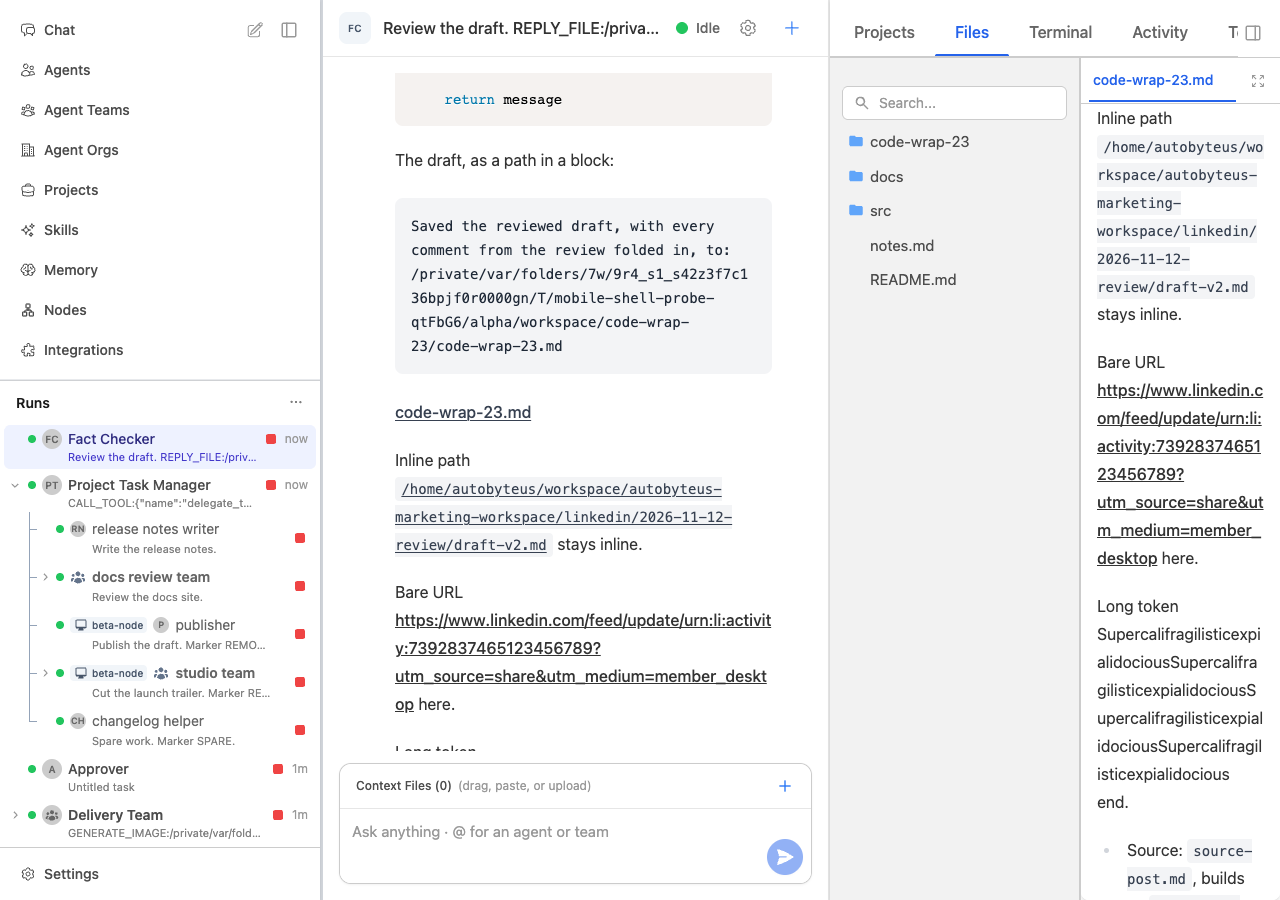 Chat
Agents
Agent Teams
Agent Orgs
Projects
Skills
Memory
Nodes
Integrations
Runs
FC Fact Checker now
Review the draft. REPLY_FILE:/priv...
PT Project Task Manager now
CALL_TOOL:{"name":"delegate_t...
RN release notes writer
Write the release notes.
docs review team
Review the docs site.
beta-node P publisher
Publish the draft. Marker REMO...
beta-node studio team
Cut the launch trailer. Marker RE...
CH changelog helper
Spare work. Marker SPARE.
A Approver 1m
Untitled task
Delivery Team 1m
GENERATE_IMAGE:/private/var/fold...
Settings
FC Review the draft. REPLY_FILE:/priva... Idle
return message
The draft, as a path in a block:
Saved the reviewed draft, with every
comment from the review folded in, to:
/private/var/folders/7w/9r4_s1_s42z3f7c1
36bpjf0r0000gn/T/mobile-shell-probe-
qtFbG6/alpha/workspace/code-wrap-
23/code-wrap-23.md
code-wrap-23.md
Inline path
/home/autobyteus/workspace/autobyteus-
marketing-workspace/linkedin/2026-11-12-
review/draft-v2.md stays inline.
Bare URL
https://www.linkedin.com/feed/update/urn:li:activit
y:7392837465123456789?
utm_source=share&utm_medium=member_deskt
op here.
Long token
Context Files (0) (drag, paste, or upload)
Ask anything · @ for an agent or team
Projects Files Terminal Activity
Search...
code-wrap-23
docs
src
notes.md
README.md
code-wrap-23.md
Inline path
/home/autobyteus/wo
rkspace/autobyteus-
marketing-
workspace/linkedin/
2026-11-12-
review/draft-v2.md
stays inline.
Bare URL
https://www.linkedin.c
om/feed/update/urn:li:
activity:73928374651
23456789?
utm_source=share&ut
m_medium=member_
desktop here.
Long token
Supercalifragilisticexpi
alidociousSupercalifra
gilisticexpialidociousS
upercalifragilisticexpial
idociousSupercalifragil
isticexpialidocious
end.
Source: source-
post.md, builds